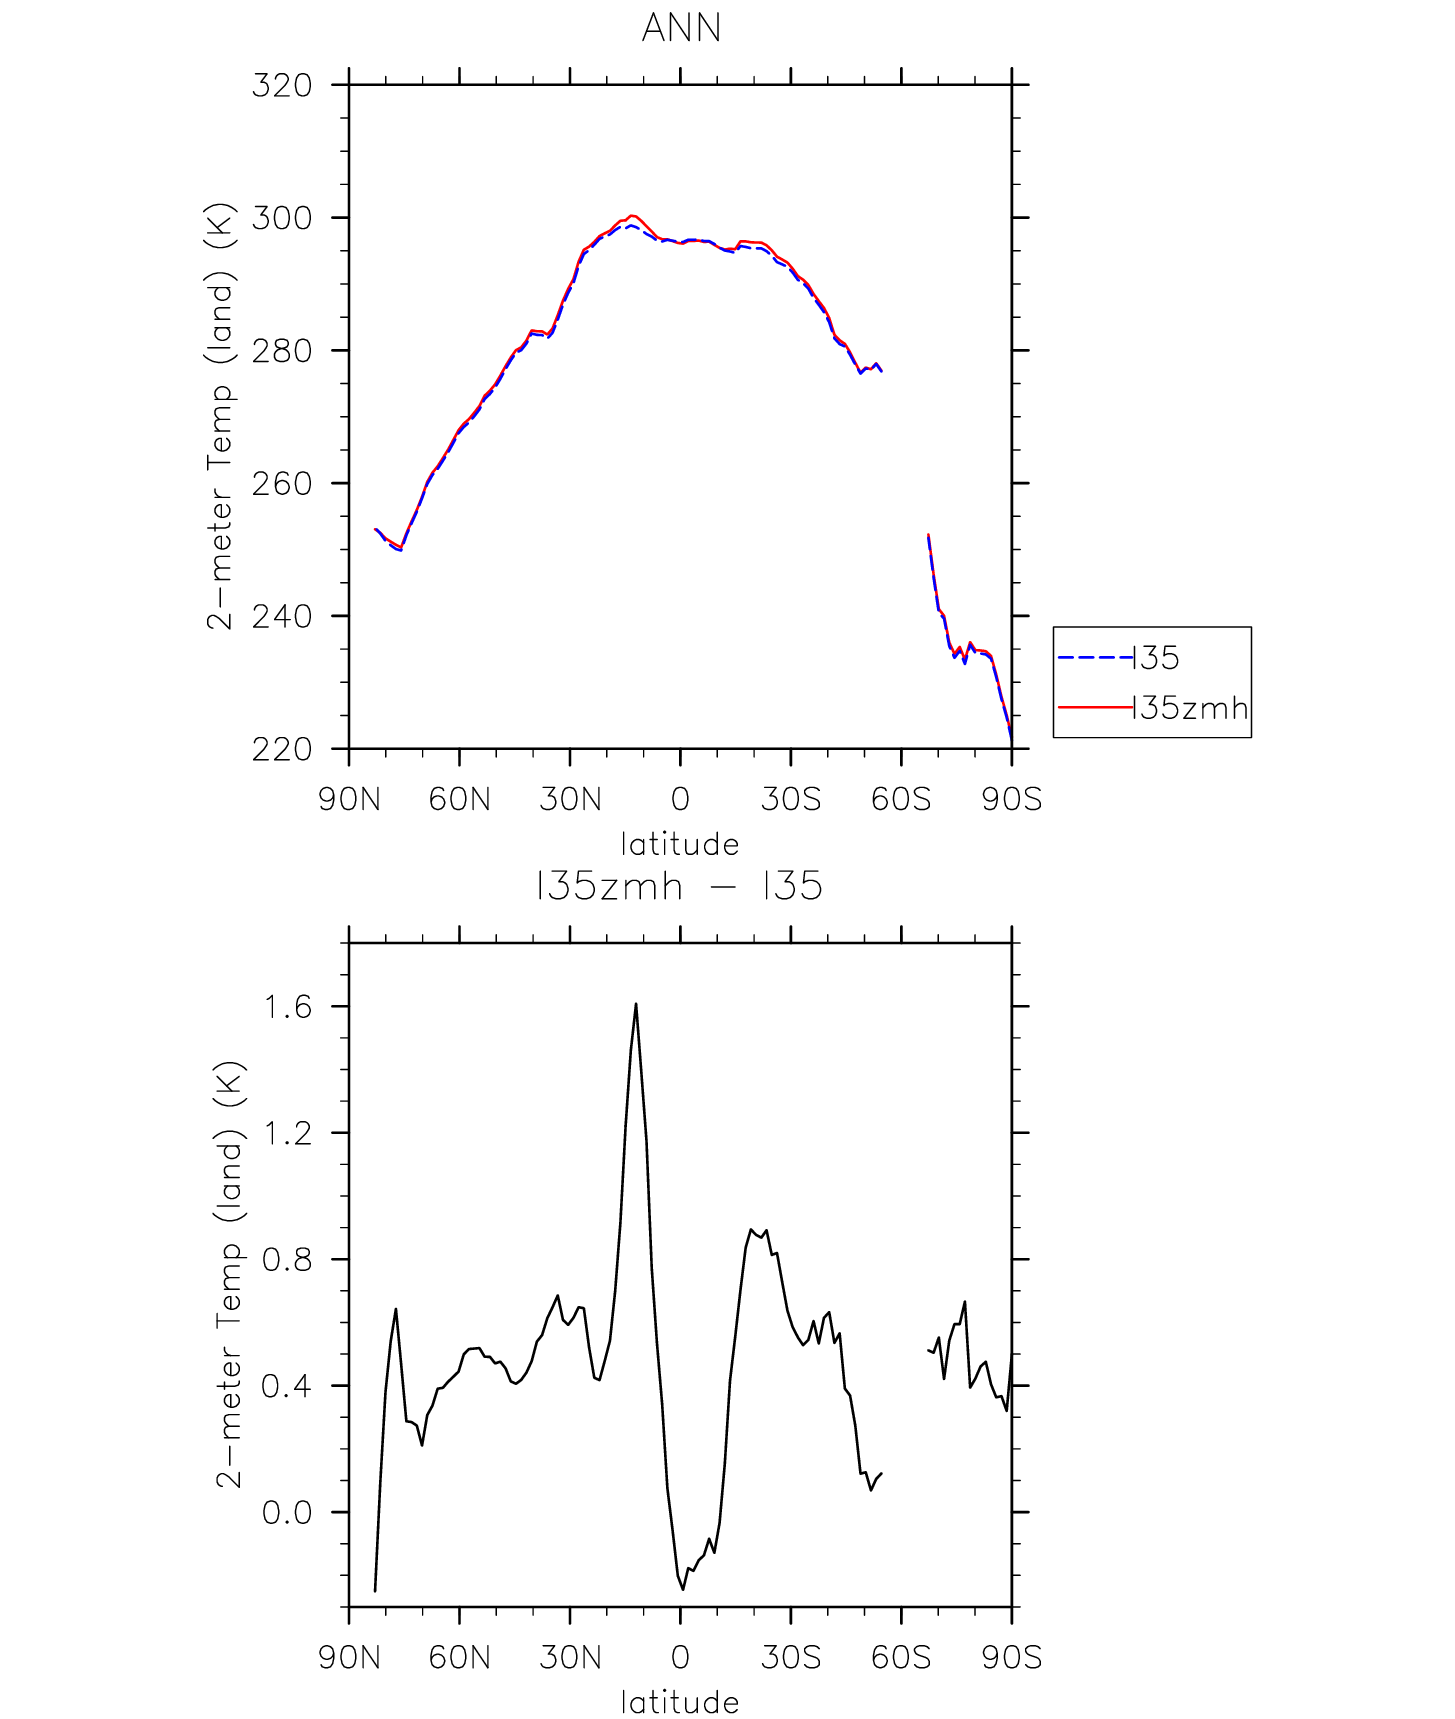 ANN
320
300
280
260
240
220
2-meter Temp (land) (K)
90N 60N 30N 0 30S 60S 90S
latitude
I35
I35zmh
I35zmh - I35
1.6
1.2
0.8
0.4
0.0
2-meter Temp (land) (K)
90N 60N 30N 0 30S 60S 90S
latitude